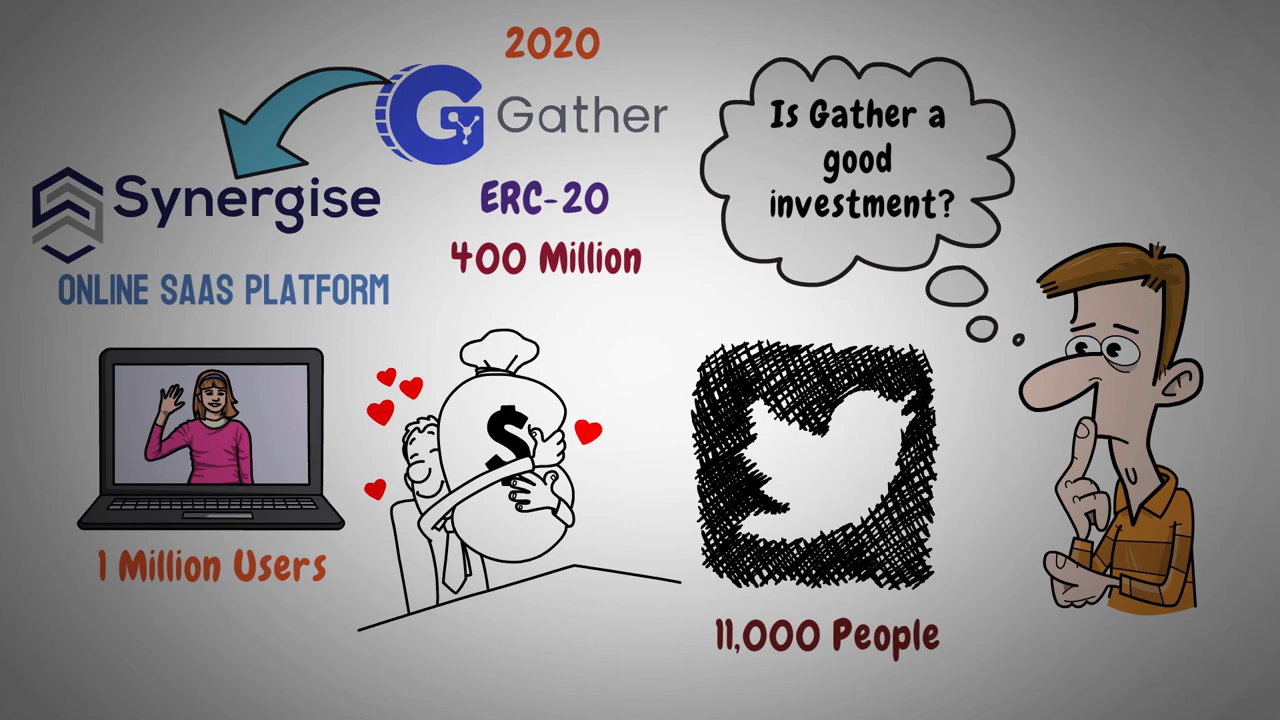 2020
Gather
Synergise
ERC-20
400 Million
ONLINE SAAS PLATFORM
Is Gather a
good
investment?
$
1 Million Users
11,000 People